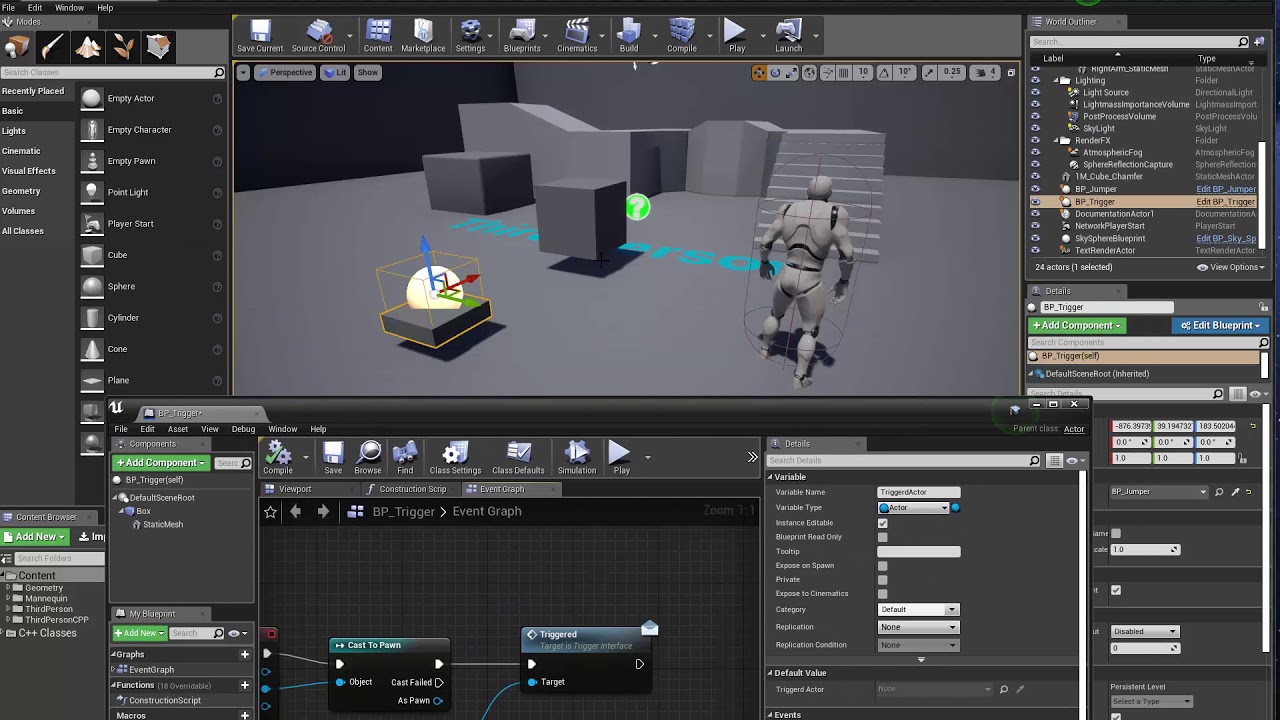 File Edit Window Help
Modes
Search Classes
Recently Placed
Basic
Lights
Cinematic
Visual Effects
Geometry
Volumes
All Classes
Empty Actor
Empty Character
Empty Pawn
Point Light
Player Start
Cube
Sphere
Cylinder
Cone
Plane
Save Current Source Control Content Marketplace Settings Blueprints Cinematics Build Compile Play Launch
Perspective Lit Show
10 10° 0.25 4
World Outliner
Search...
Label Type
RightArm_StaticMesh StaticMeshActor
Lighting Folder
Light Source DirectionalLight
LightmassImportanceVolume LightmassImport
PostProcessVolume PostProcessVolu
SkyLight SkyLight
RenderFX Folder
AtmosphericFog AtmosphericFog
SphereReflectionCapture SphereReflection
1M_Cube_Chamfer StaticMeshActor
BP_Jumper Edit BP_Jumper
BP_Trigger Edit BP_Trigger
DocumentationActor1 DocumentationA
NetworkPlayerStart PlayerStart
SkySphereBlueprint Edit BP_Sky_Sp
TextRenderActor TextRenderActor
24 actors (1 selected) View Options
Details
BP_Trigger
+ Add Component Edit Blueprint
Search Components
BP_Trigger(self)
DefaultSceneRoot (Inherited)
Search Details
0.0 ° 0.0 ° 0.0 °
1.0 1.0 1.0
BP_Jumper
1.0
Disabled
0
Persistent Level
Select a Type
BP_Trigger*
File Edit Asset View Debug Window Help
Parent class: Actor
Components
+ Add Component Search
BP_Trigger(self)
DefaultSceneRoot
Box
StaticMesh
My Blueprint
+ Add New Search
Graphs
EventGraph
Functions (18 Overridable)
ConstructionScript
Macros
Content Browser
Add New Imp
Search Folders
Content
Geometry
Mannequin
ThirdPerson
ThirdPersonCPP
C++ Classes
Compile Save Browse Find Class Settings Class Defaults Simulation Play
Viewport Construction Scrip Event Graph
BP_Trigger > Event Graph Zoom 1:1
Cast To Pawn
Object Cast Failed
As Pawn
Triggered
Target is Trigger Interface
Target
Details
Search Details
Variable
Variable Name TriggerdActor
Variable Type Actor
Instance Editable
Blueprint Read Only
Tooltip
Expose on Spawn
Private
Expose to Cinematics
Category Default
Replication None
Replication Condition None
Default Value
Triggerd Actor None
Events